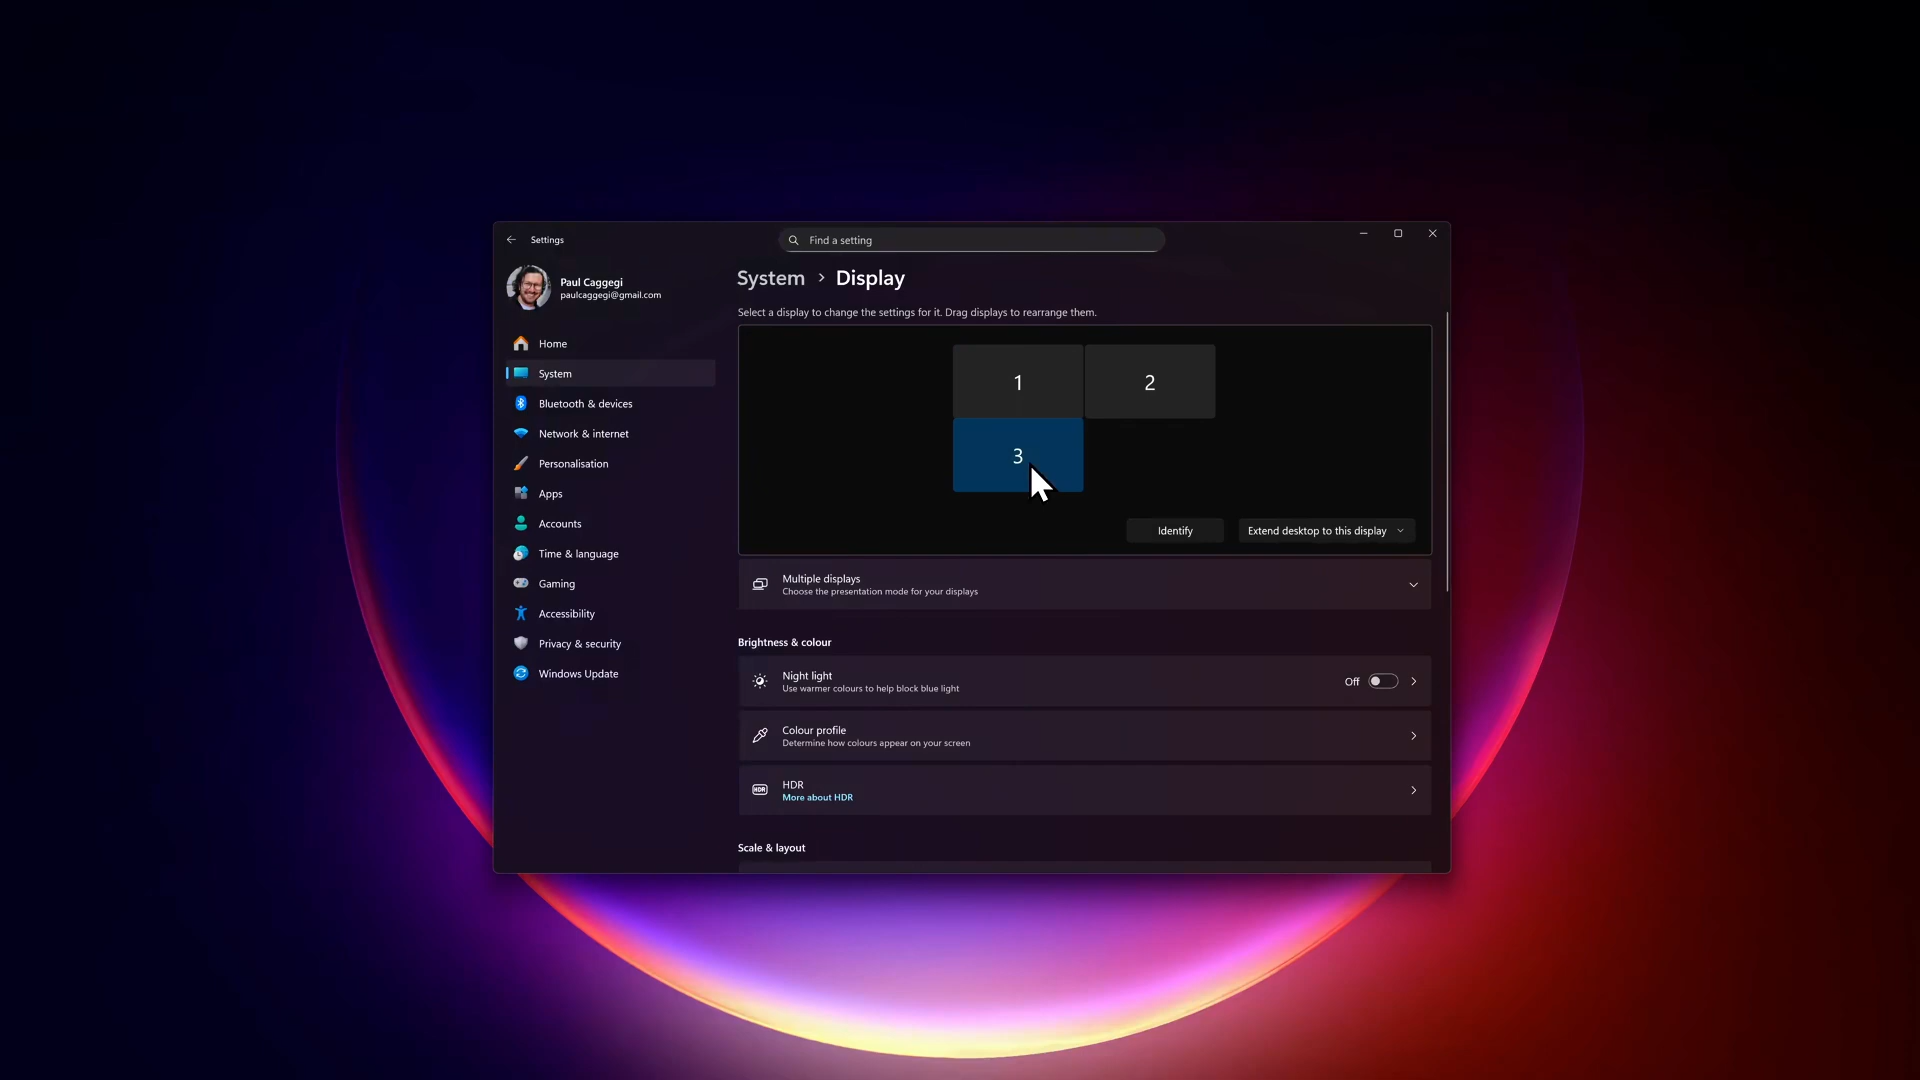 Settings
Find a setting
Paul Caggegi
paulcaggegi@gmail.com
Home
System
Bluetooth & devices
Network & internet
Personalisation
Apps
Accounts
Time & language
Gaming
Accessibility
Privacy & security
Windows Update
System > Display
Select a display to change the settings for it. Drag displays to rearrange them.
1
2
3
Identify
Extend desktop to this display
Multiple displays
Choose the presentation mode for your displays
Brightness & colour
Night light
Use warmer colours to help block blue light
Off
Colour profile
Determine how colours appear on your screen
HDR
HDR
More about HDR
Scale & layout